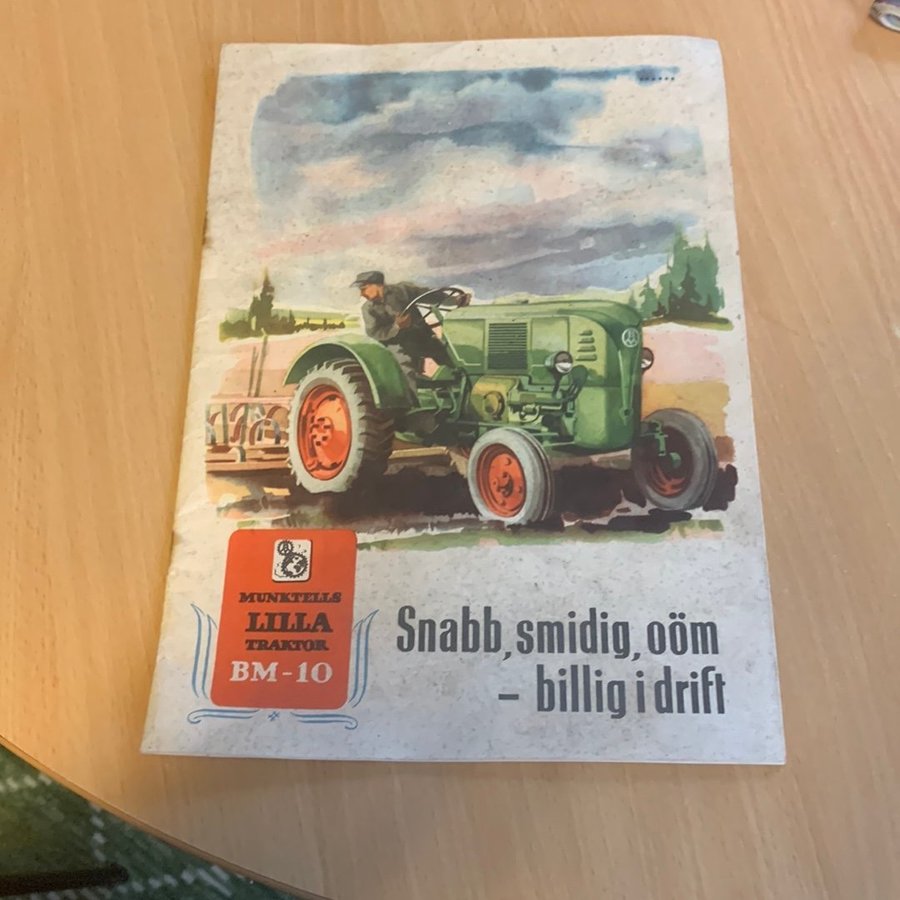 MUNKTELLS
LILLA
TRAKTOR
BM-10
Snabb, smidig, oöm
– billig i drift